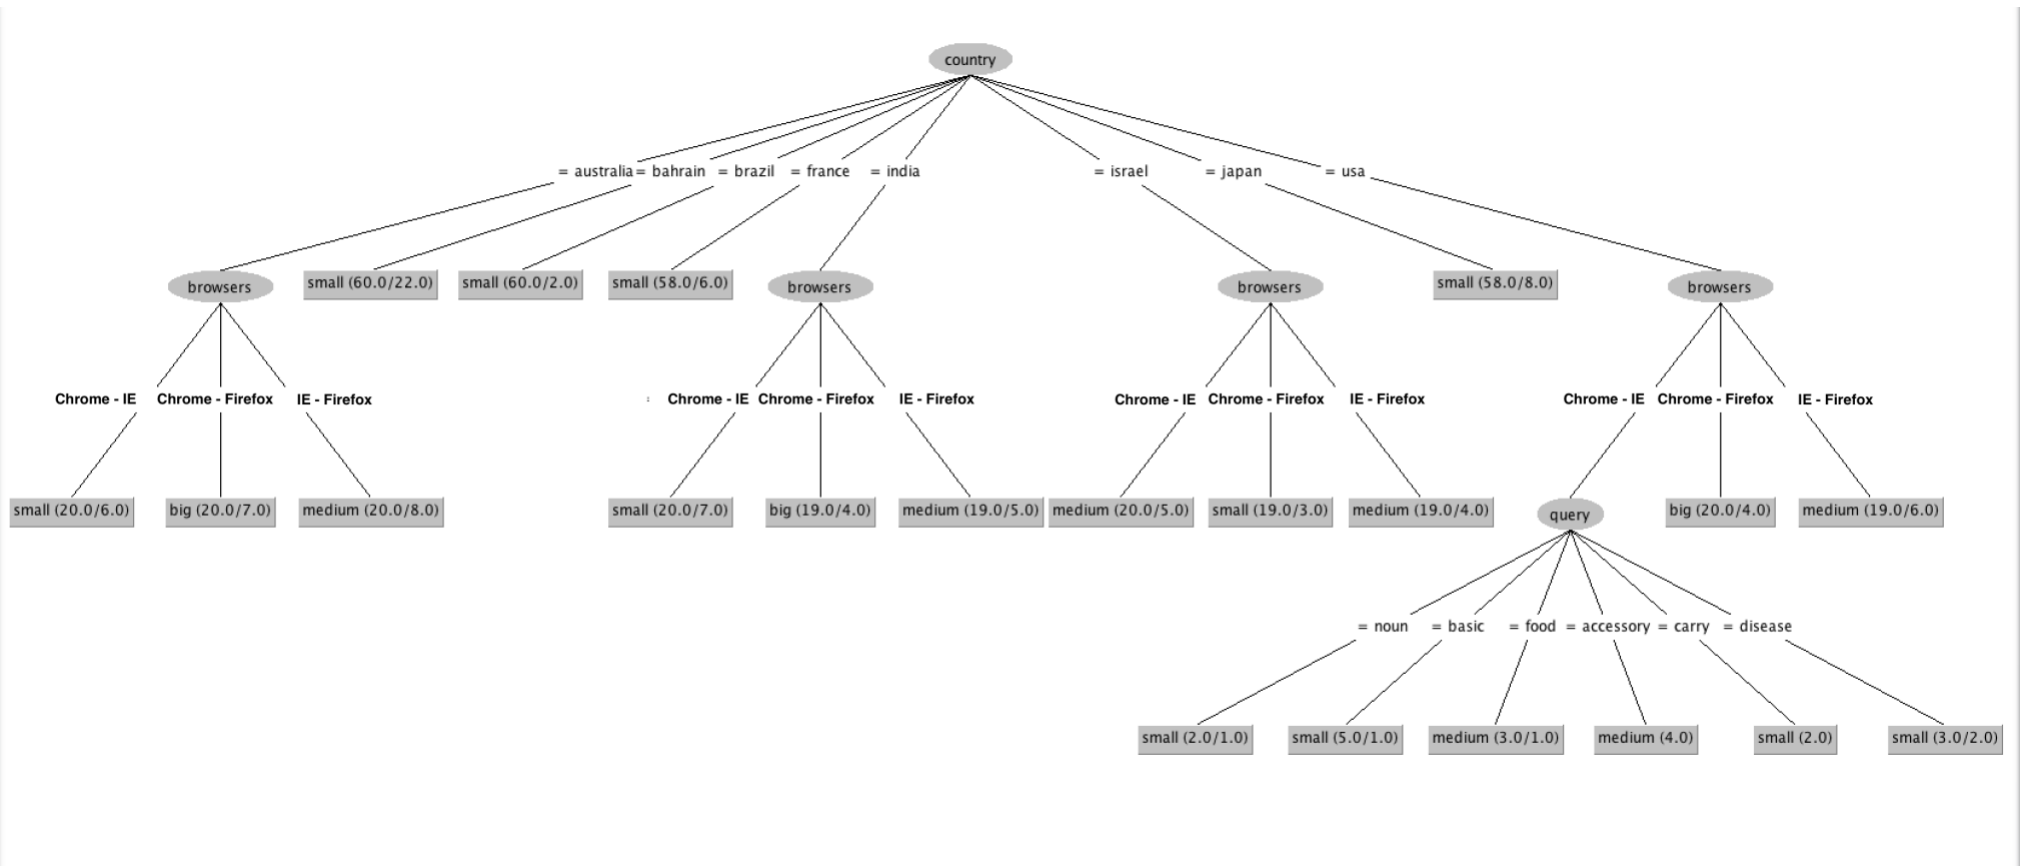 country
= australia = bahrain = brazil = france = india = israel = japan = usa
browsers small (60.0/22.0) small (60.0/2.0) small (58.0/6.0) browsers browsers small (58.0/8.0) browsers
Chrome - IE Chrome - Firefox IE - Firefox : Chrome - IE Chrome - Firefox IE - Firefox Chrome - IE Chrome - Firefox IE - Firefox Chrome - IE Chrome - Firefox IE - Firefox
small (20.0/6.0) big (20.0/7.0) medium (20.0/8.0) small (20.0/7.0) big (19.0/4.0) medium (19.0/5.0) medium (20.0/5.0) small (19.0/3.0) medium (19.0/4.0) query big (20.0/4.0) medium (19.0/6.0)
= noun = basic = food = accessory = carry = disease
small (2.0/1.0) small (5.0/1.0) medium (3.0/1.0) medium (4.0) small (2.0) small (3.0/2.0)